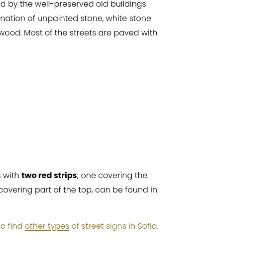 d by the well-preserved old buildings
nation of unpainted stone, white stone
wood. Most of the streets are paved with
with two red strips; one covering the
covering part of the top, can be found in
o find other types of street signs in Sofia.